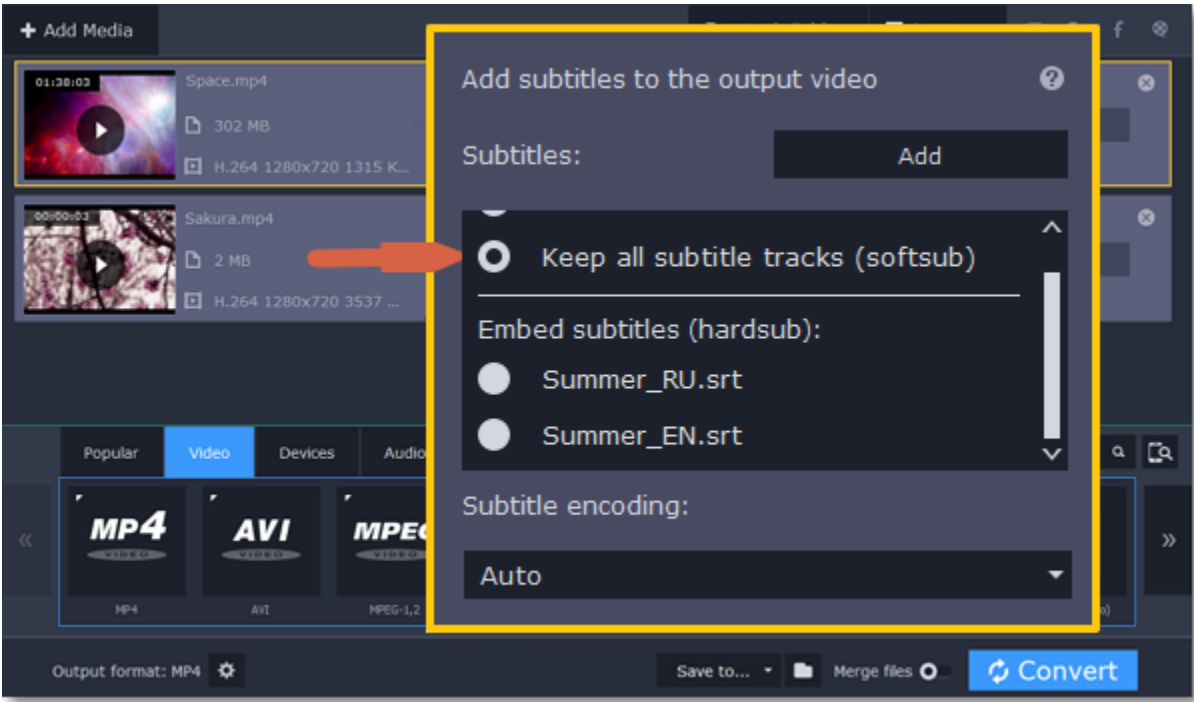 Add Media
01:38:03
Space.mp4
302 MB
H.264 1280x720 1315 K...
00:00:03
Sakura.mp4
2 MB
H.264 1280x720 3537 ...
Add subtitles to the output video
Subtitles:
Add
Keep all subtitle tracks (softsub)
Embed subtitles (hardsub):
Summer_RU.srt
Summer_EN.srt
Subtitle encoding:
Auto
Popular
Video
Devices
Audio
MP4
VIDEO
AVI
VIDEO
MPEG
MP4
AVI
MPEG-1,2
Output format: MP4
Save to...
Merge files
Convert